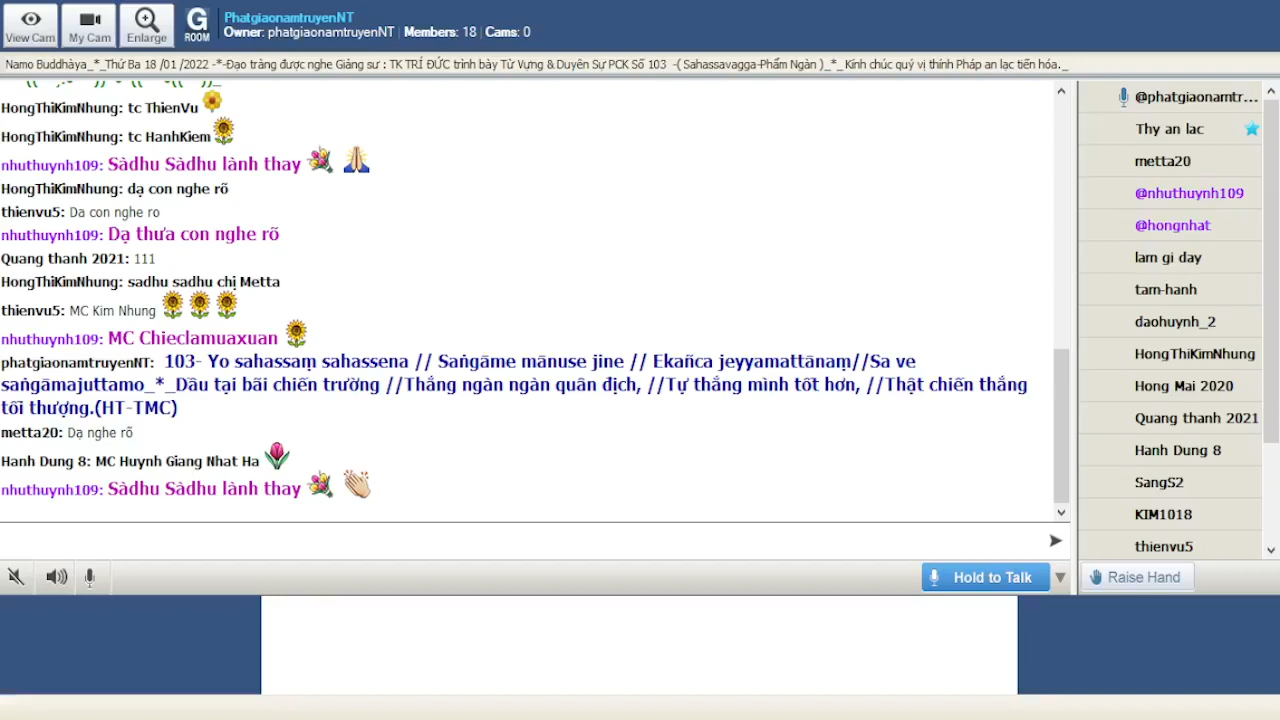 View Cam
My Cam
Enlarge
G
ROOM
PhatgiaonamtruyenNT
Owner: phatgiaonamtruyenNT | Members: 18 | Cams: 0
Namo Buddhàya_*_Thứ Ba 18 /01 /2022 -*-Đạo tràng được nghe Giảng sư : TK TRÍ ĐỨC trình bày Từ Vựng & Duyên Sự PCK Số 103 -( Sahassavagga-Phẩm Ngàn )_*_ Kính chúc quý vị thính Pháp an lạc tiến hóa._
HongThiKimNhung: tc ThienVu
HongThiKimNhung: tc HanhKiem
nhuthuynh109: Sàdhu Sàdhu lành thay
HongThiKimNhung: dạ con nghe rõ
thienvu5: Da con nghe ro
nhuthuynh109: Dạ thưa con nghe rõ
Quang thanh 2021: 111
HongThiKimNhung: sadhu sadhu chị Metta
thienvu5: MC Kim Nhung
nhuthuynh109: MC Chieclamuaxuan
phatgiaonamtruyenNT: 103- Yo sahassaṃ sahassena // Saṅgāme mānuse jine // Ekañca jeyyamattānaṃ//Sa ve
saṅgāmajuttamo_*_Dầu tại bãi chiến trường //Thắng ngàn ngàn quân địch, //Tự thắng mình tốt hơn, //Thật chiến thắng
tối thượng.(HT-TMC)
metta20: Dạ nghe rõ
Hanh Dung 8: MC Huynh Giang Nhat Ha
nhuthuynh109: Sàdhu Sàdhu lành thay
Hold to Talk
@phatgiaonamtr...
Thy an lac
metta20
@nhuthuynh109
@hongnhat
lam gi day
tam-hanh
daohuynh_2
HongThiKimNhung
Hong Mai 2020
Quang thanh 2021
Hanh Dung 8
SangS2
KIM1018
thienvu5
Raise Hand